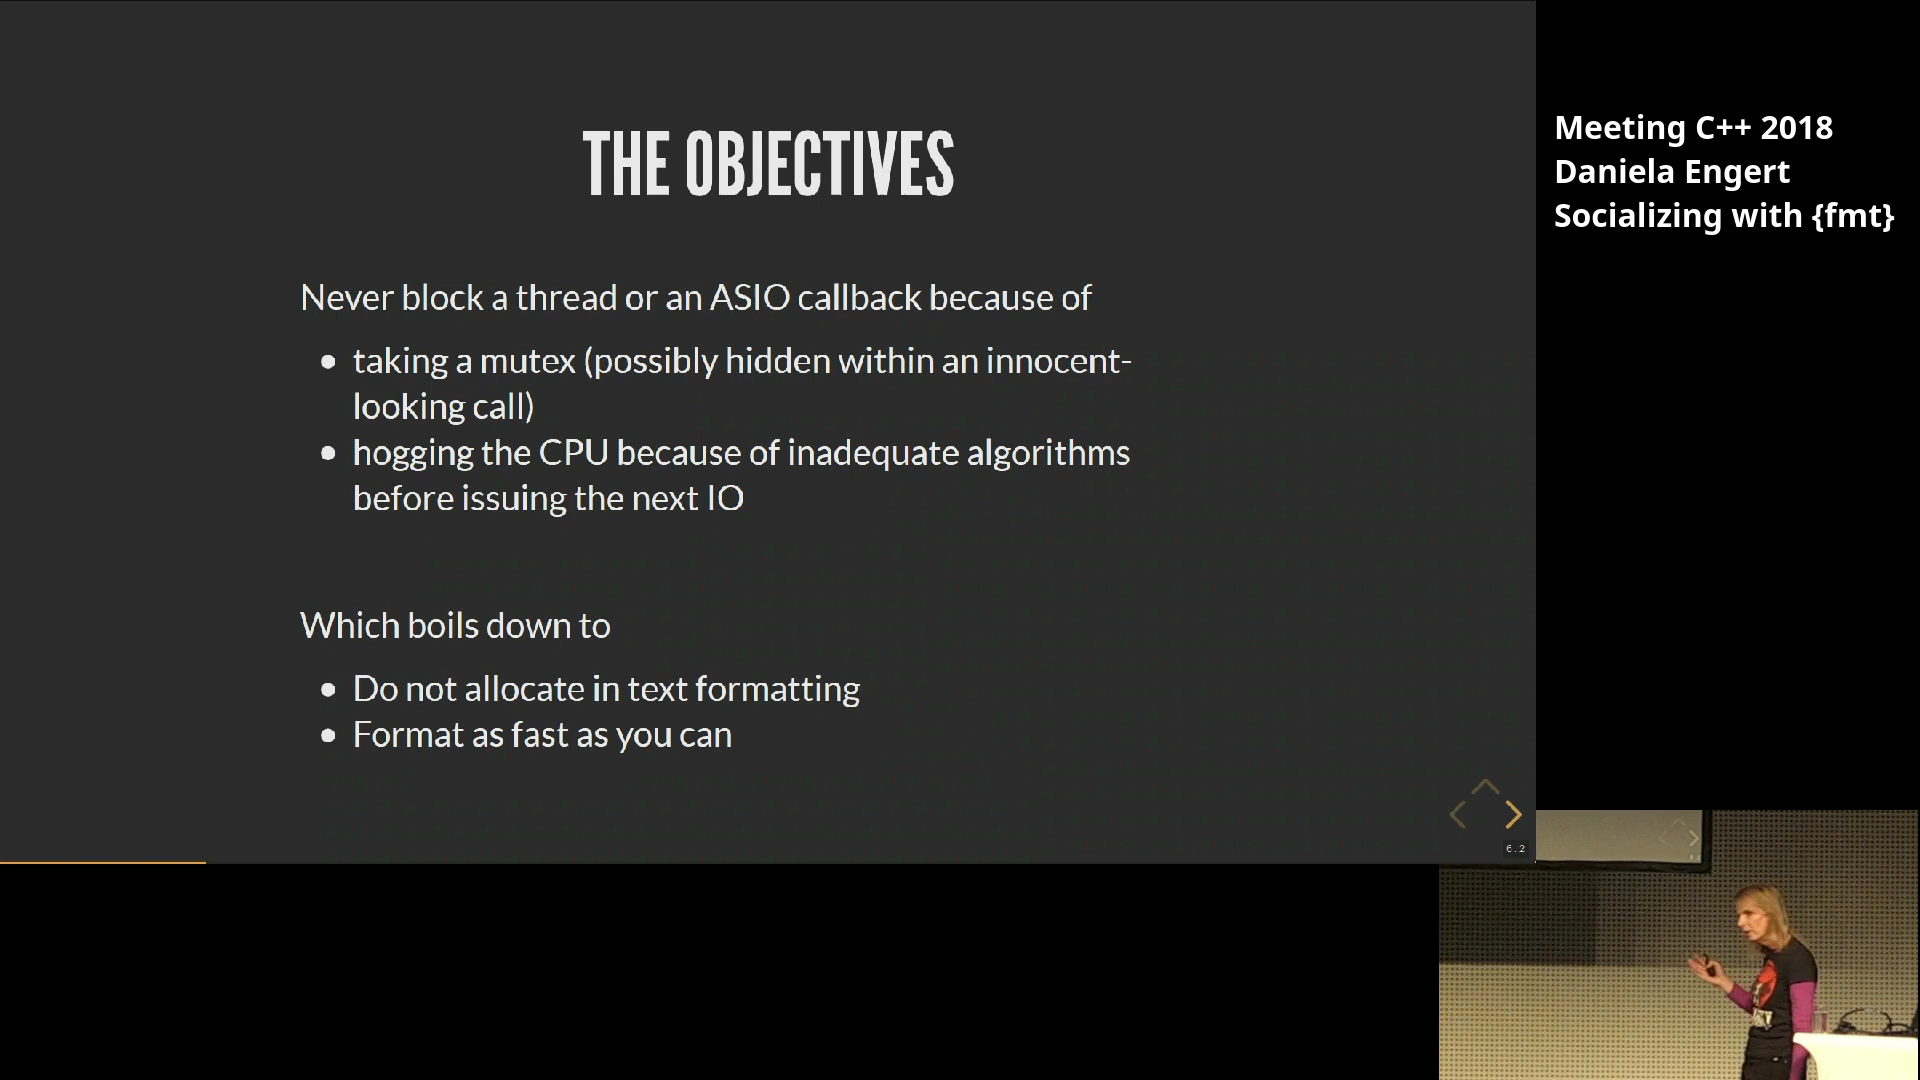 THE OBJECTIVES
Never block a thread or an ASIO callback because of
taking a mutex (possibly hidden within an innocent-
looking call)
hogging the CPU because of inadequate algorithms
before issuing the next IO
Which boils down to
Do not allocate in text formatting
Format as fast as you can
6.2
Meeting C++ 2018
Daniela Engert
Socializing with {fmt}